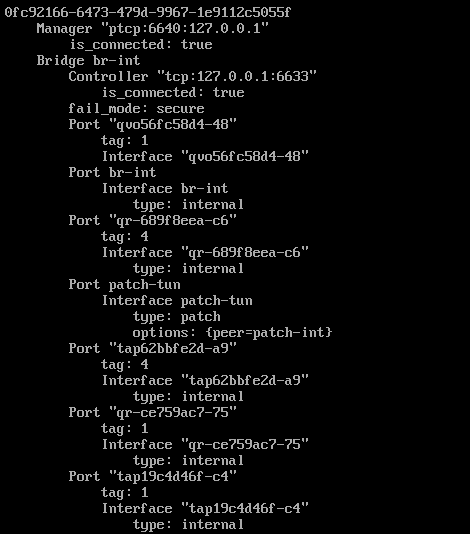 0fc92166-6473-479d-9967-1e9112c5055f
Manager "ptcp:6640:127.0.0.1"
is_connected: true
Bridge br-int
Controller "tcp:127.0.0.1:6633"
is_connected: true
fail_mode: secure
Port "qvo56fc58d4-48"
tag: 1
Interface "qvo56fc58d4-48"
Port br-int
Interface br-int
type: internal
Port "qr-689f8eea-c6"
tag: 4
Interface "qr-689f8eea-c6"
type: internal
Port patch-tun
Interface patch-tun
type: patch
options: {peer=patch-int}
Port "tap62bbfe2d-a9"
tag: 4
Interface "tap62bbfe2d-a9"
type: internal
Port "qr-ce759ac7-75"
tag: 1
Interface "qr-ce759ac7-75"
type: internal
Port "tap19c4d46f-c4"
tag: 1
Interface "tap19c4d46f-c4"
type: internal